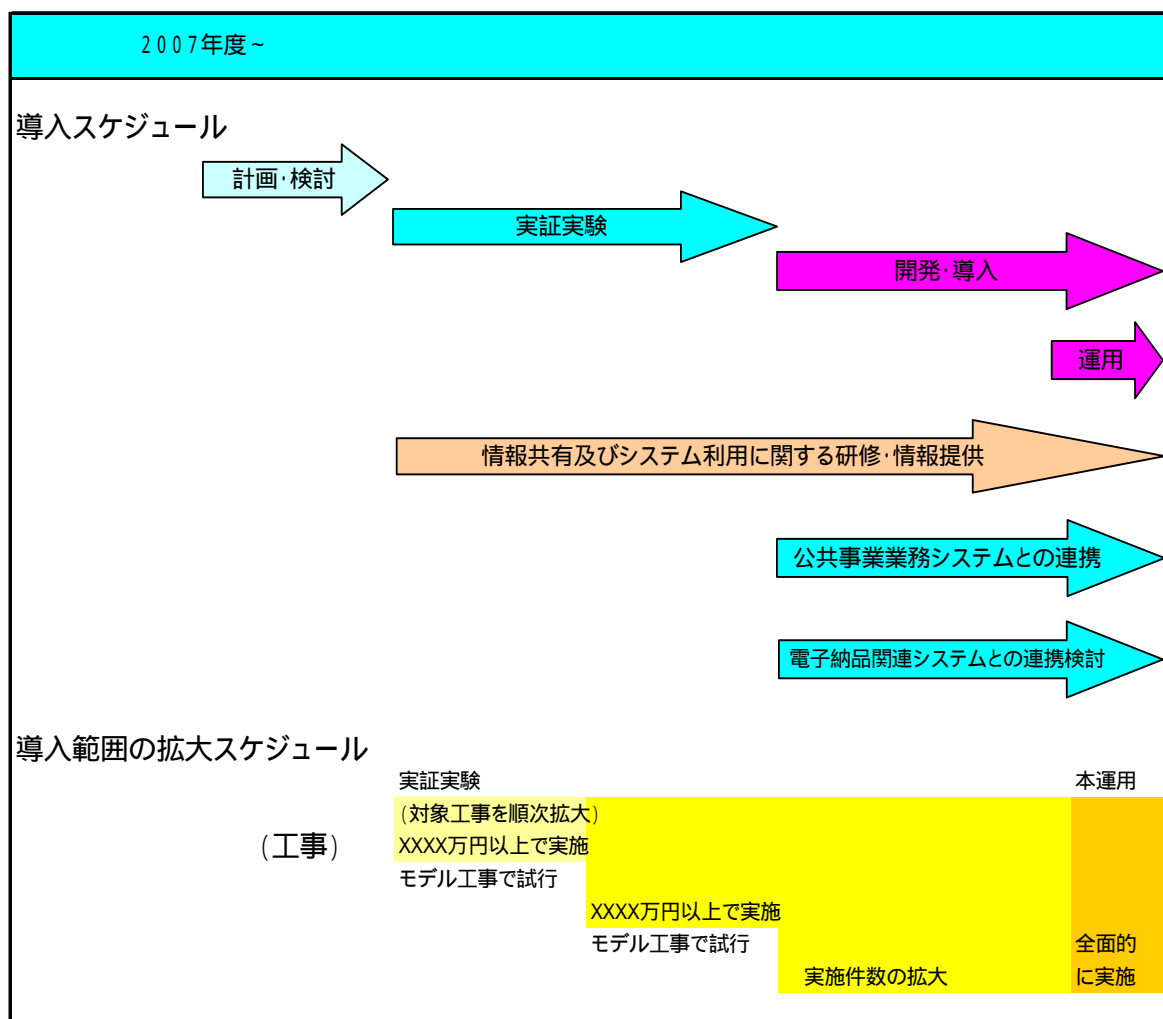 2007年度~
導入スケジュール
計画・検討
実証実験
開発・導入
運用
情報共有及びシステム利用に関する研修・情報提供
公共事業業務システムとの連携
電子納品関連システムとの連携検討
導入範囲の拡大スケジュール
実証実験
本運用
(対象工事を順次拡大)
(工事)
XXXX万円以上で実施
モデル工事で試行
XXXX万円以上で実施
モデル工事で試行
全面的
実施件数の拡大
に実施